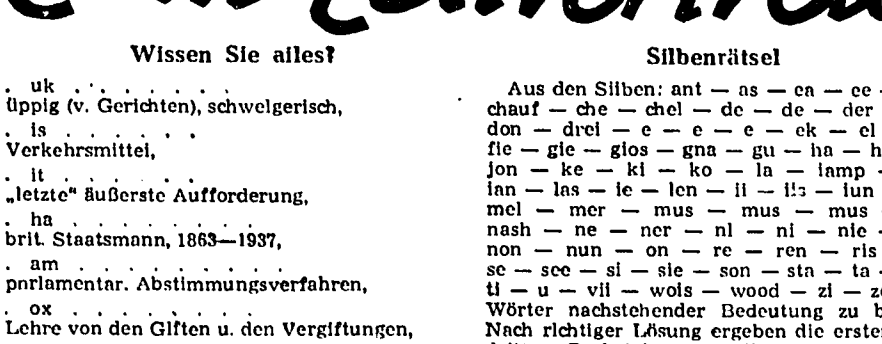 Wissen Sie alles?
. uk . . . . . . .
üppig (v. Gerichten), schwelgerisch,
. is . . . . . .
Verkehrsmittel,
. it . . . . . .
„letzte“ äußerste Aufforderung,
. ha . . . . . . . .
brit. Staatsmann, 1863—1937,
. am . . . . . . . .
parlamentar. Abstimmungsverfahren,
. ox . . . . . . . .
Lehre von den Giften u. den Vergiftungen,
Silbenrätsel
Aus den Silben: ant — as — ca — ce —
chauf — che — chel — de — de — der
don — drei — e — e — e — ek — el
fie — gie — gios — gna — gu — ha — h
jon — ke — ki — ko — la — lamp —
lan — las — le — len — li — lis — lun
mel — mer — mus — mus — mus
nash — ne — ner — ni — ni — nie —
non — nun — on — re — ren — ris
se — see — si — sie — son — sta — ta —
ti — u — vil — wois — wood — zi — ze
Wörter nachstehender Bedeutung zu b
Nach richtiger Lösung ergeben die erste